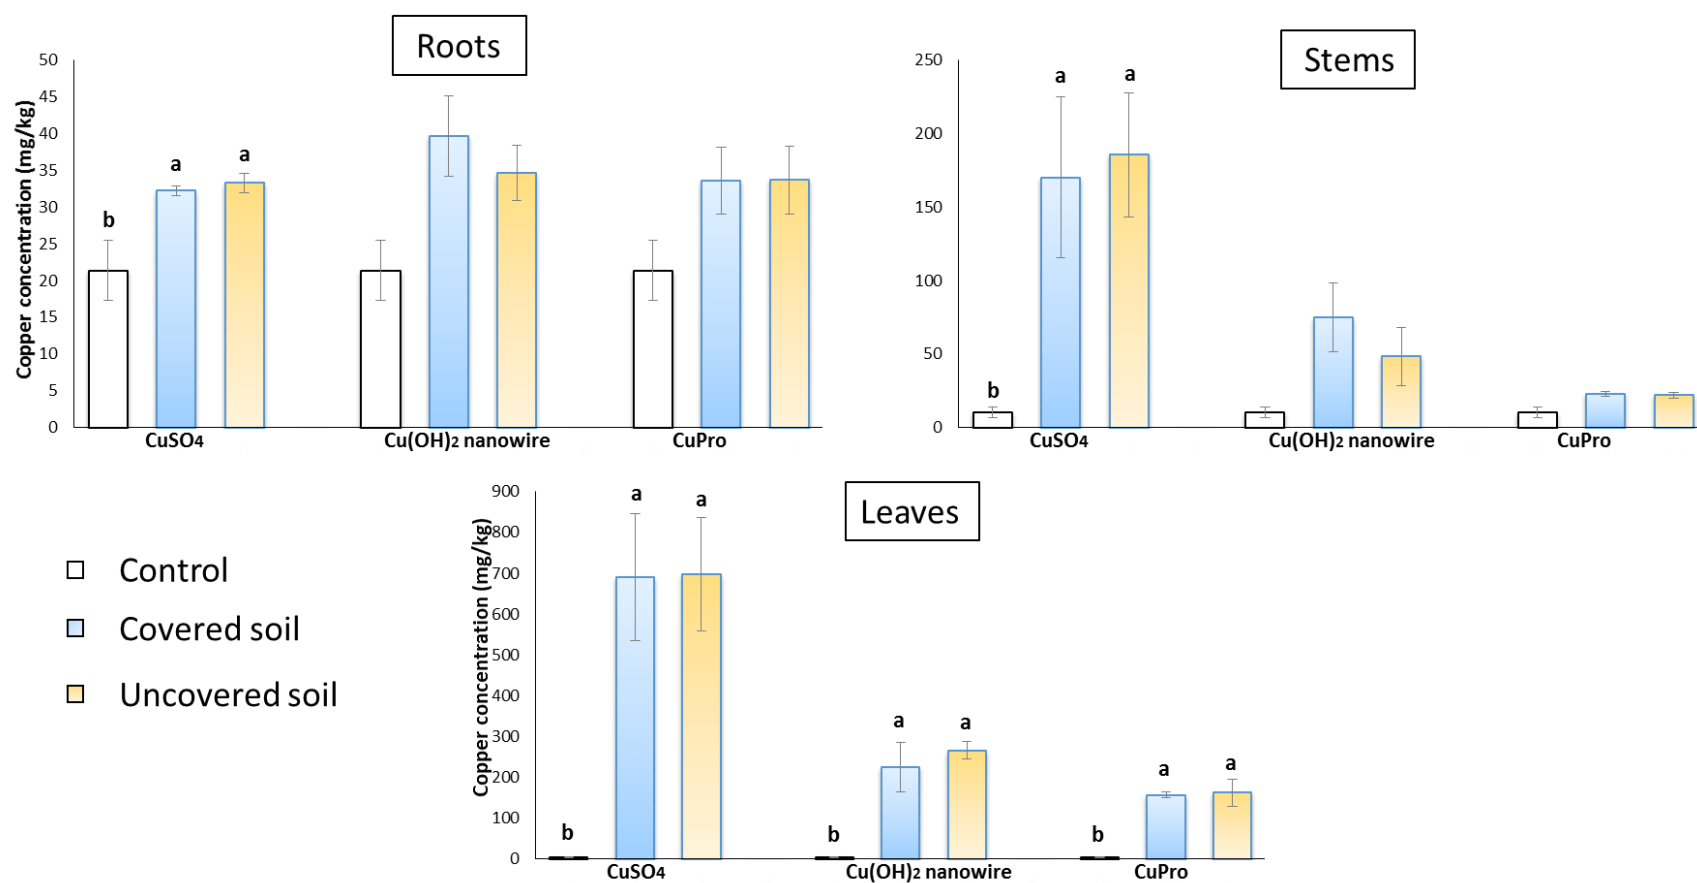 Roots
Copper concentration (mg/kg)
50
45
40
35
30
25
20
15
10
5
0
b
a
a
CuSO4
Cu(OH)2 nanowire
CuPro
Stems
250
200
150
100
50
0
b
a
a
CuSO4
Cu(OH)2 nanowire
CuPro
Control
Covered soil
Uncovered soil
Leaves
Copper concentration (mg/kg)
900
800
700
600
500
400
300
200
100
0
b
a
a
b
a
a
b
a
a
CuSO4
Cu(OH)2 nanowire
CuPro